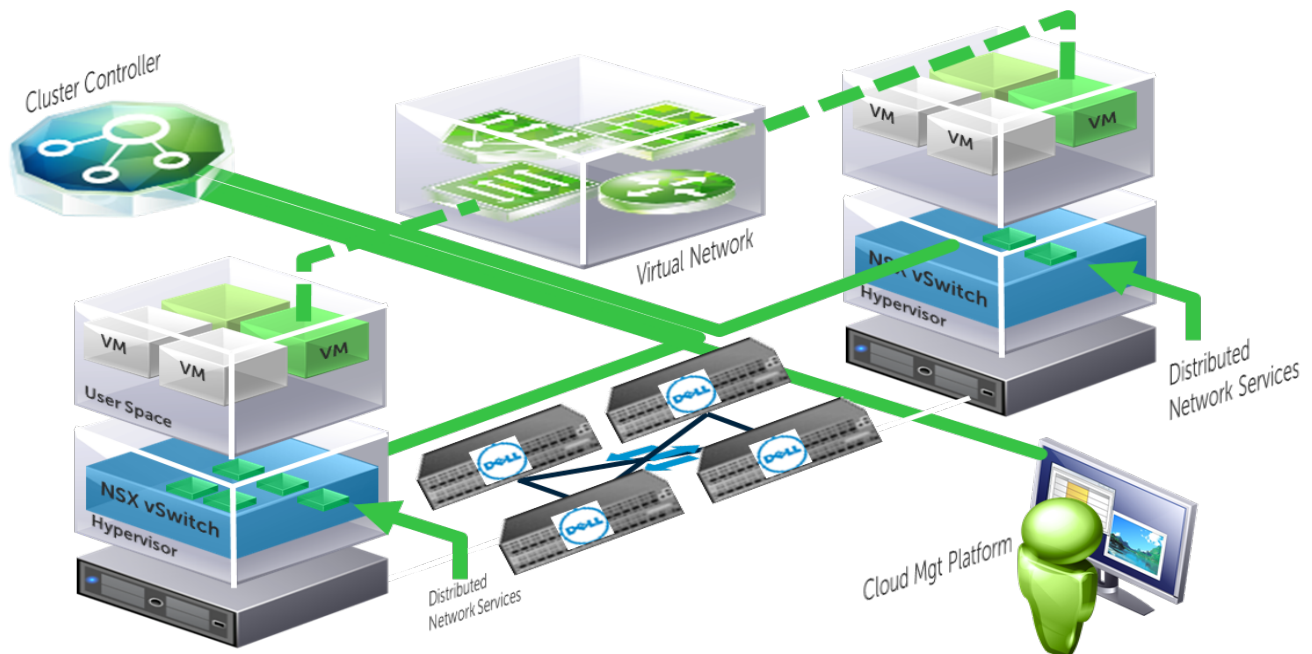 Cluster Controller
Virtual Network
VM
VM
VM
NSX vSwitch
Hypervisor
Distributed
Network Services
VM
VM
VM
User Space
NSX vSwitch
Hypervisor
Distributed
Network Services
DELL
DELL
DELL
DELL
Cloud Mgt Platform